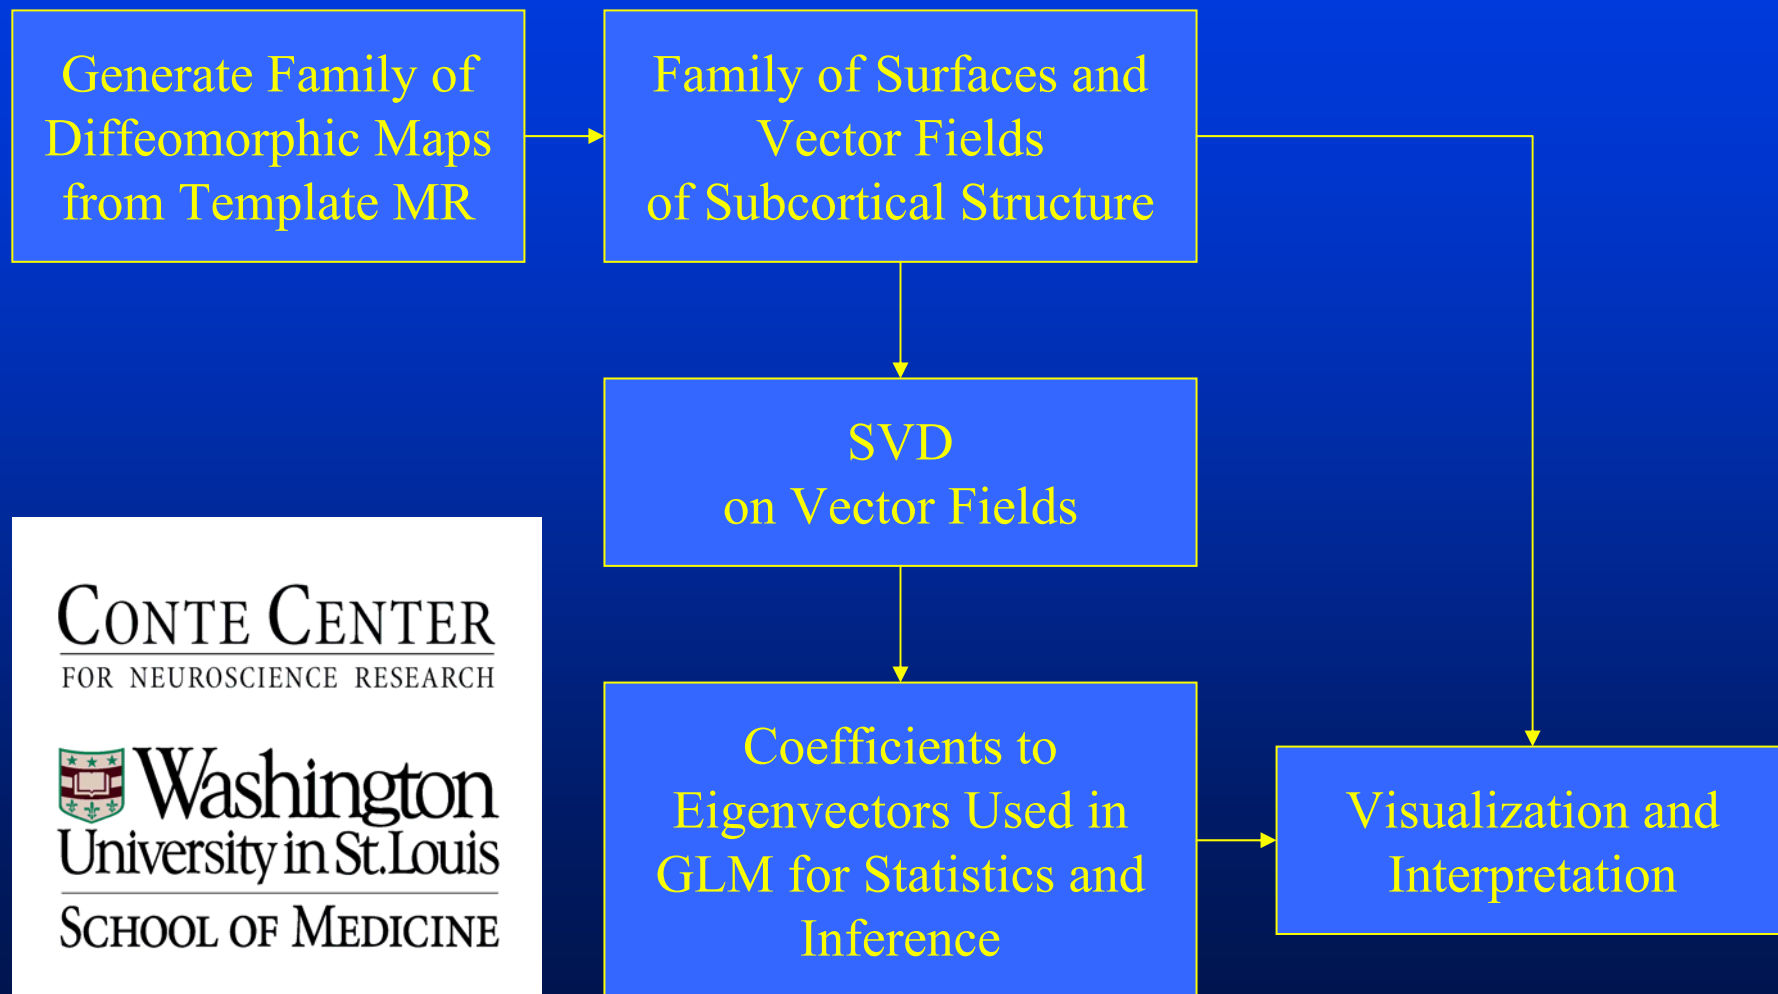 Generate Family of
Diffeomorphic Maps
from Template MR
Family of Surfaces and
Vector Fields
of Subcortical Structure
SVD
on Vector Fields
Coefficients to
Eigenvectors Used in
GLM for Statistics and
Inference
Visualization and
Interpretation
CONTE CENTER
FOR NEUROSCIENCE RESEARCH
Washington
University in St. Louis
SCHOOL OF MEDICINE